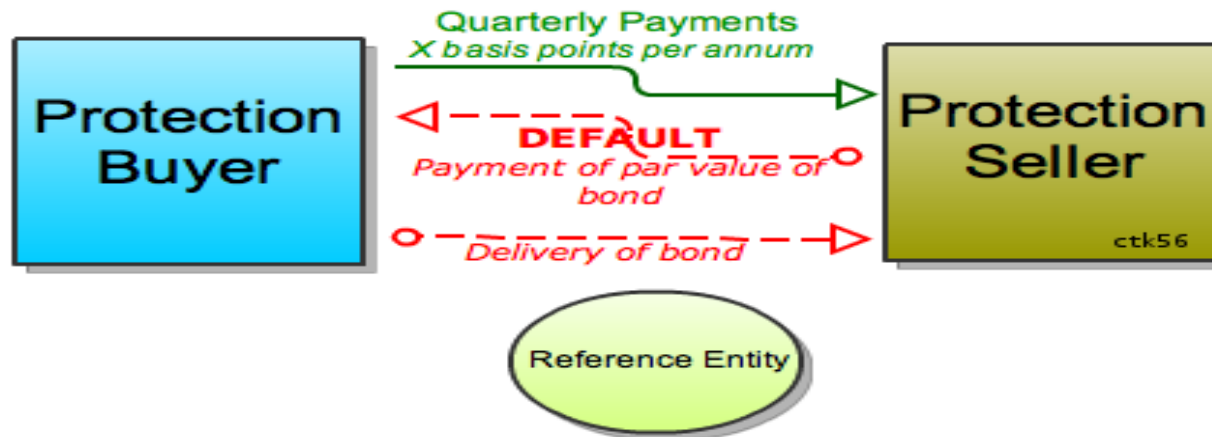 Quarterly Payments
X basis points per annum
Protection
Buyer
Protection
Seller
DEFAULT
Payment of par value of
bond
Delivery of bond
ctk56
Reference Entity